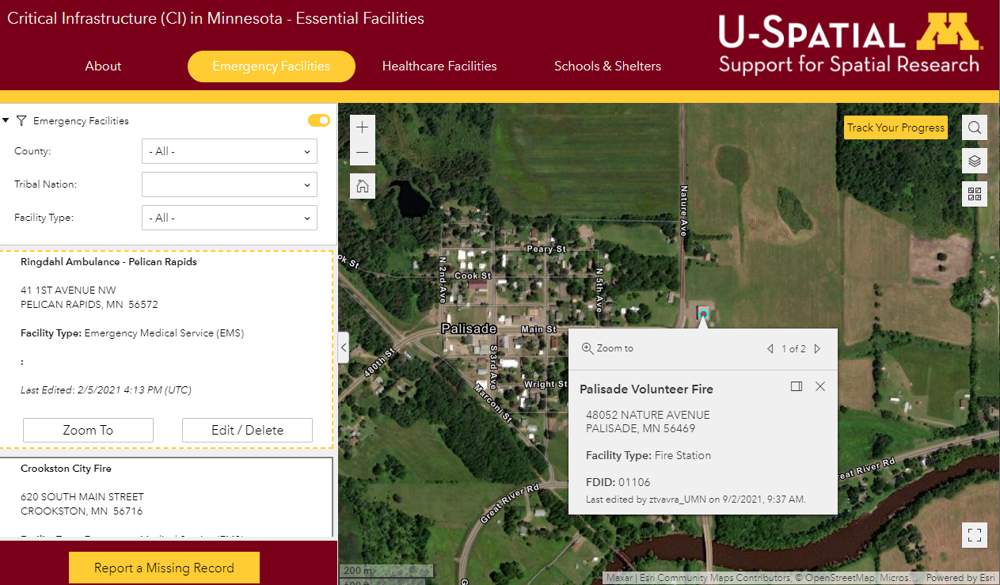 Critical Infrastructure (CI) in Minnesota - Essential Facilities
U-SPATIAL M
Support for Spatial Research
About
Emergency Facilities
Healthcare Facilities
Schools & Shelters
Emergency Facilities
County:
- All -
Tribal Nation:
Facility Type:
- All -
Ringdahl Ambulance - Pelican Rapids
41 1ST AVENUE NW
PELICAN RAPIDS, MN 56572
Facility Type: Emergency Medical Service (EMS)
:
Last Edited: 2/5/2021 4:13 PM (UTC)
Zoom To
Edit / Delete
Crookston City Fire
620 SOUTH MAIN STREET
CROOKSTON, MN 56716
Report a Missing Record
Track Your Progress
Nature Ave
Peary St
ok St
Cook St
N 2nd Ave
N 5th Ave
Palisade
Main St
480th St
S 3rd Ave
Wright St
Marconi St
Great River Rd
Zoom to
1 of 2
Palisade Volunteer Fire
48052 NATURE AVENUE
PALISADE, MN 56469
Facility Type: Fire Station
FDID: 01106
Last edited by ztvavra_UMN on 9/2/2021, 9:37 AM.
reat River Rd
G
200 m
600 ft
Maxar | Esri Community Maps Contributors, © OpenStreetMap, Micros... Powered by Esri